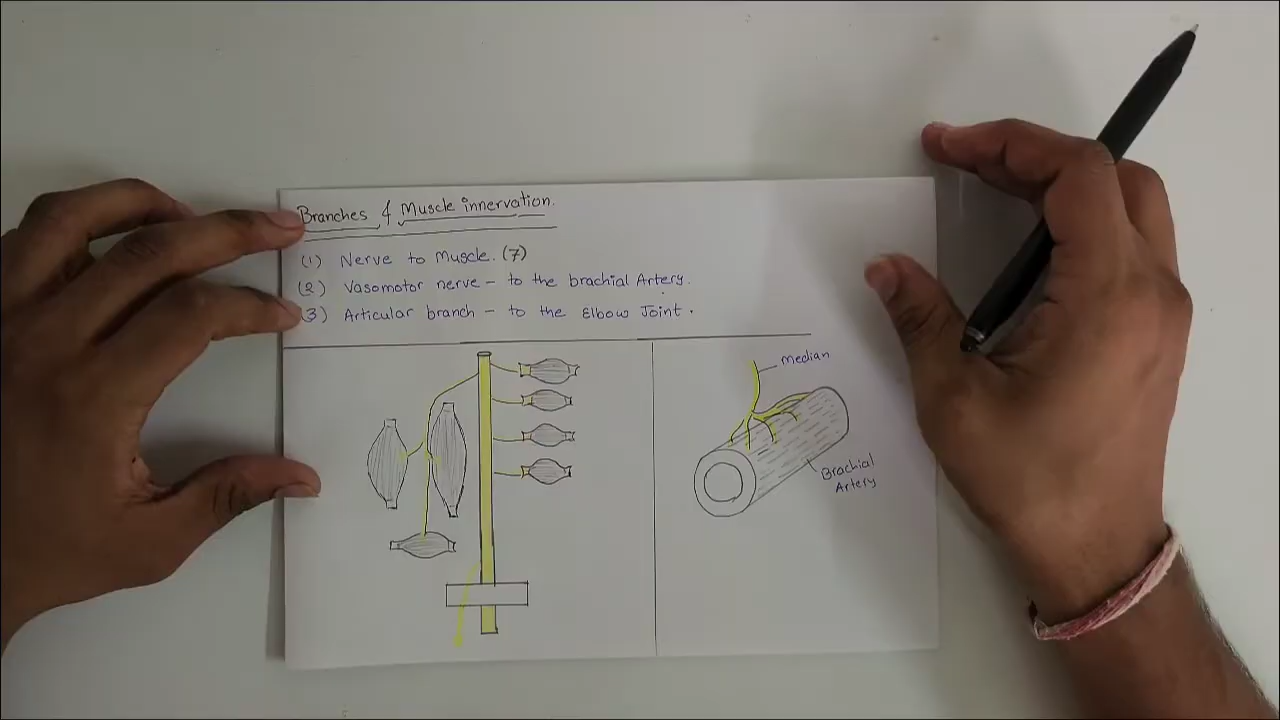 Branches & Muscle innervation.
(1) Nerve to Muscle. (7)
(2) Vasomotor nerve - to the brachial Artery.
(3) Articular branch - to the Elbow Joint.
Median
Brachial
Artery